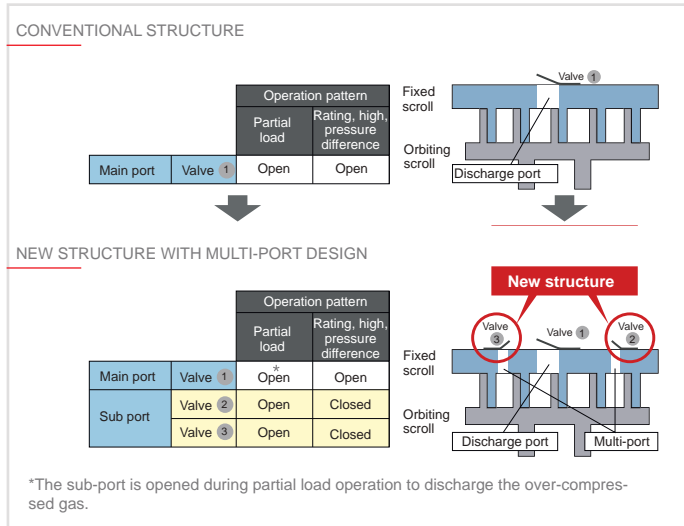 CONVENTIONAL STRUCTURE
Operation pattern
Partial
load
Rating, high,
pressure
difference
Main port
Valve 1
Open
Open
Valve 1
Fixed
scroll
Orbiting
scroll
Discharge port
NEW STRUCTURE WITH MULTI-PORT DESIGN
Operation pattern
Partial
load
Rating, high,
pressure
difference
Main port
Valve 1
Open*
Open
Sub port
Valve 2
Open
Closed
Valve 3
Open
Closed
New structure
Valve
3
Valve 1
Valve
2
Fixed
scroll
Orbiting
scroll
Discharge port
Multi-port
*The sub-port is opened during partial load operation to discharge the over-compres-
sed gas.